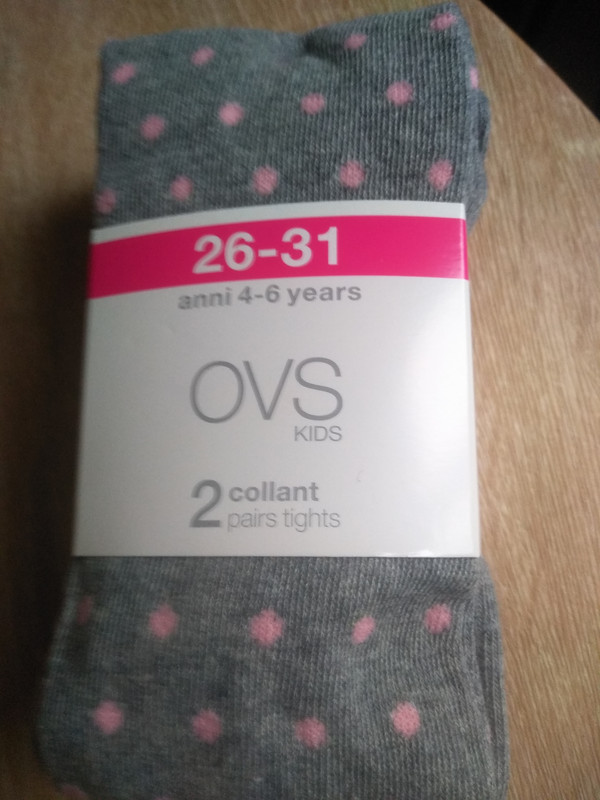 26-31
anni 4-6 years
OVS
KIDS
2 collant
pairs tights